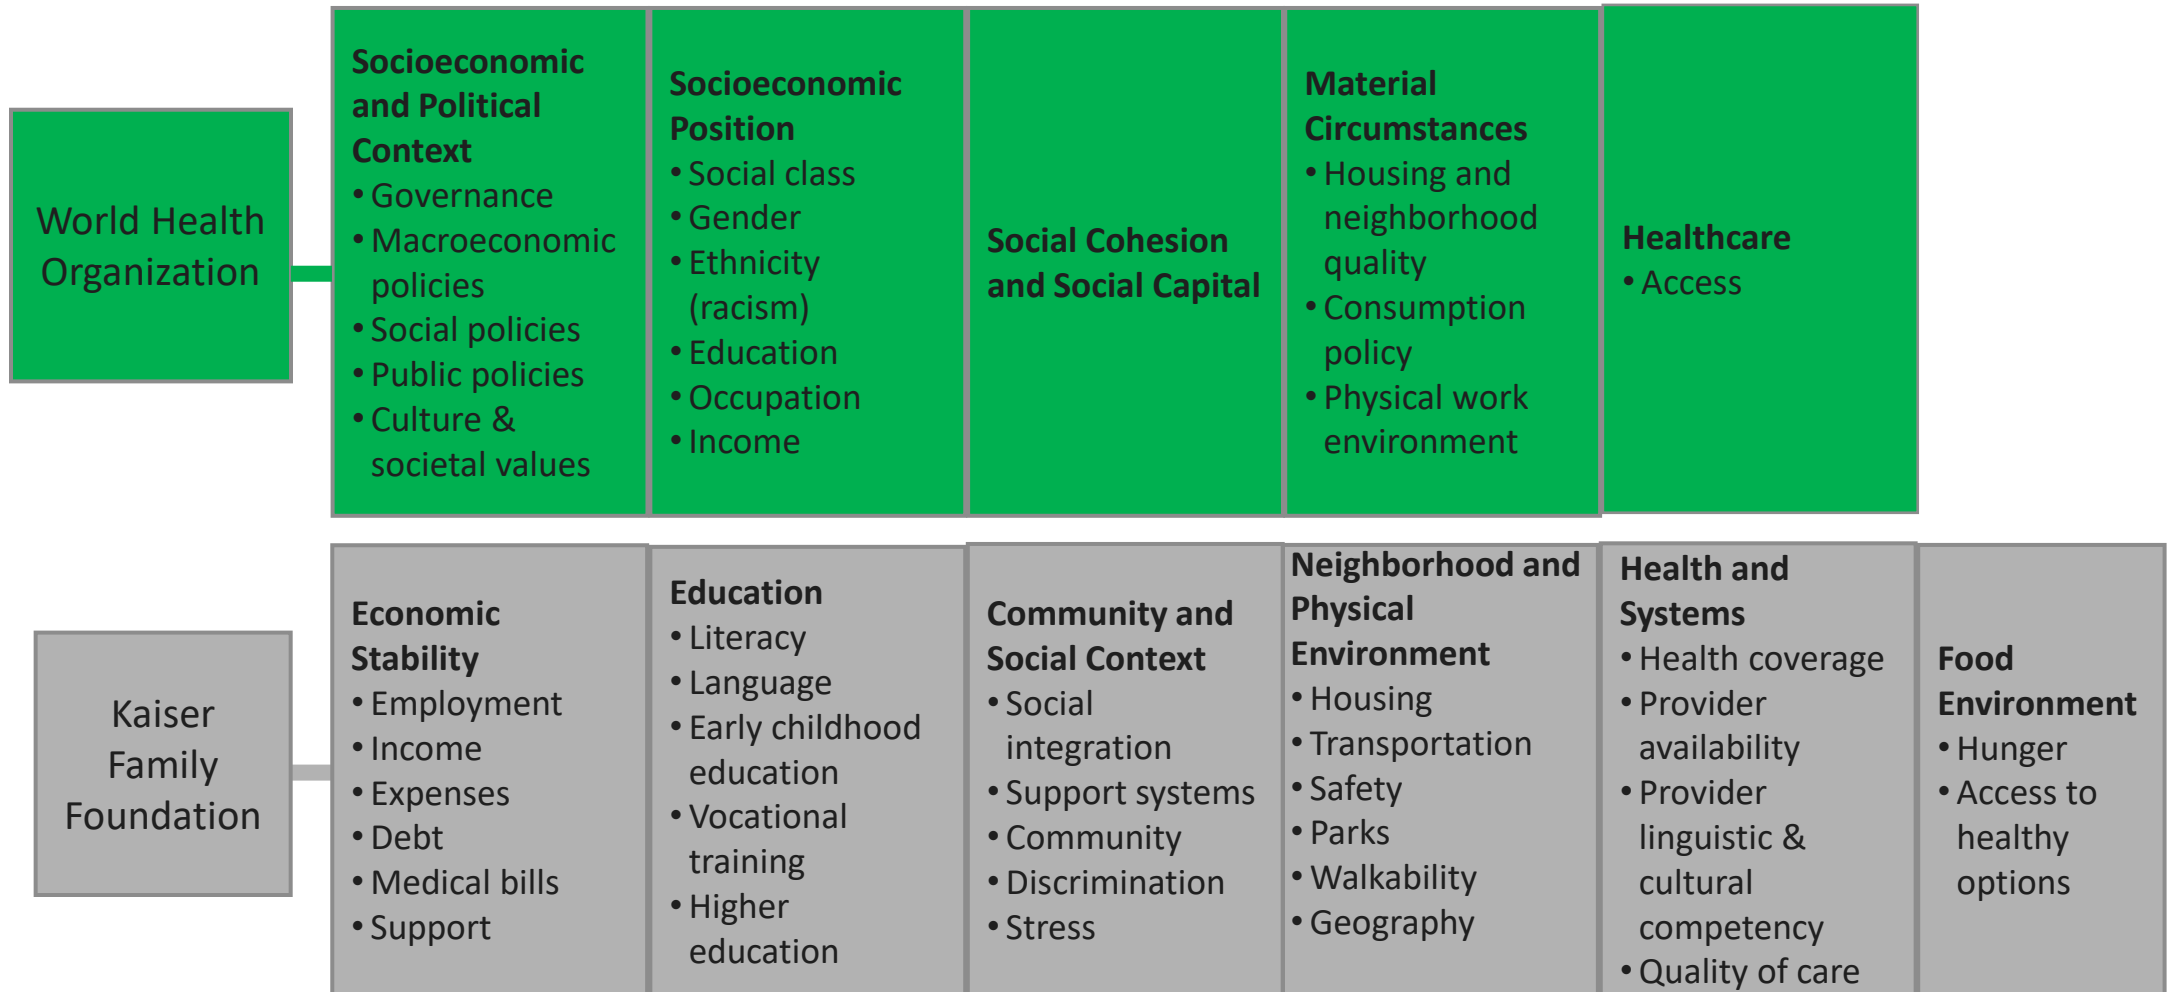 World Health
Organization
Socioeconomic
and Political
Context
• Governance
• Macroeconomic
policies
• Social policies
• Public policies
• Culture &
societal values
Socioeconomic
Position
• Social class
• Gender
• Ethnicity
(racism)
• Education
• Occupation
• Income
Social Cohesion
and Social Capital
Material
Circumstances
• Housing and
neighborhood
quality
• Consumption
policy
• Physical work
environment
Healthcare
• Access
Kaiser
Family
Foundation
Economic
Stability
• Employment
• Income
• Expenses
• Debt
• Medical bills
• Support
Education
• Literacy
• Language
• Early childhood
education
• Vocational
training
• Higher
education
Community and
Social Context
• Social
integration
• Support systems
• Community
• Discrimination
• Stress
Neighborhood and
Physical
Environment
• Housing
• Transportation
• Safety
• Parks
• Walkability
• Geography
Health and
Systems
• Health coverage
• Provider
availability
• Provider
linguistic &
cultural
competency
• Quality of care
Food
Environment
• Hunger
• Access to
healthy
options